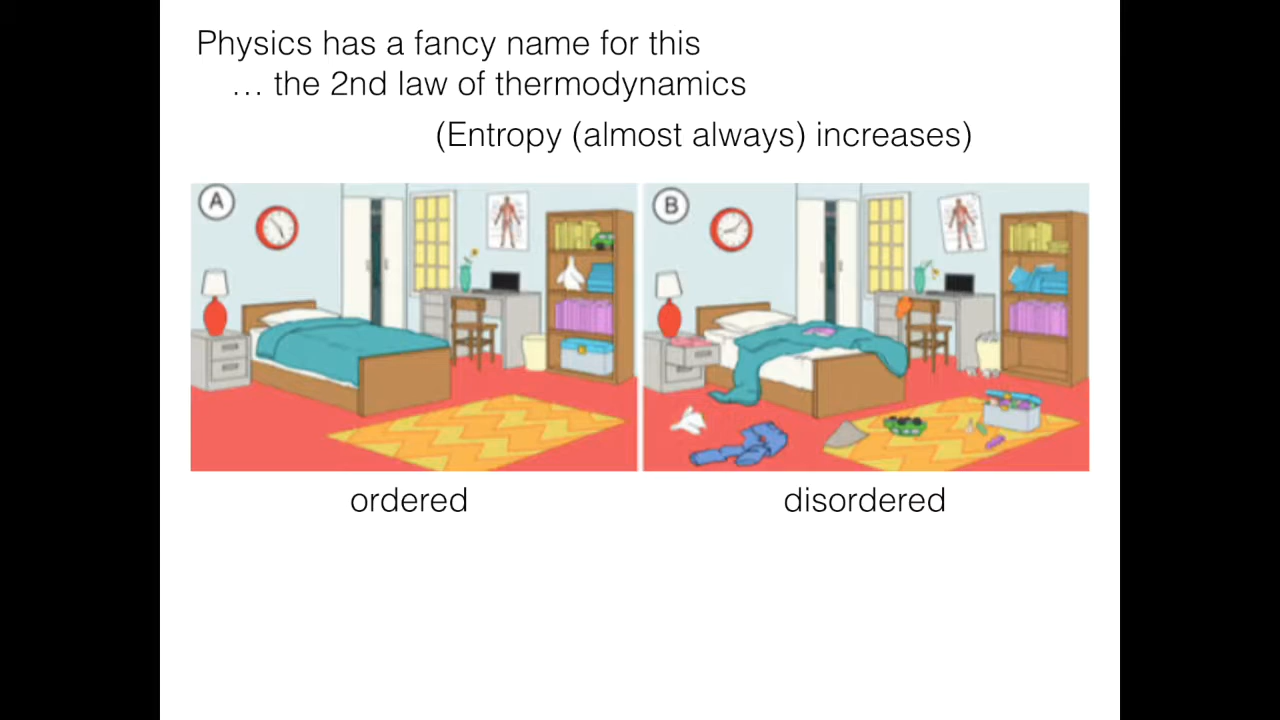 Physics has a fancy name for this
… the 2nd law of thermodynamics
(Entropy (almost always) increases)
A
B
ordered
disordered